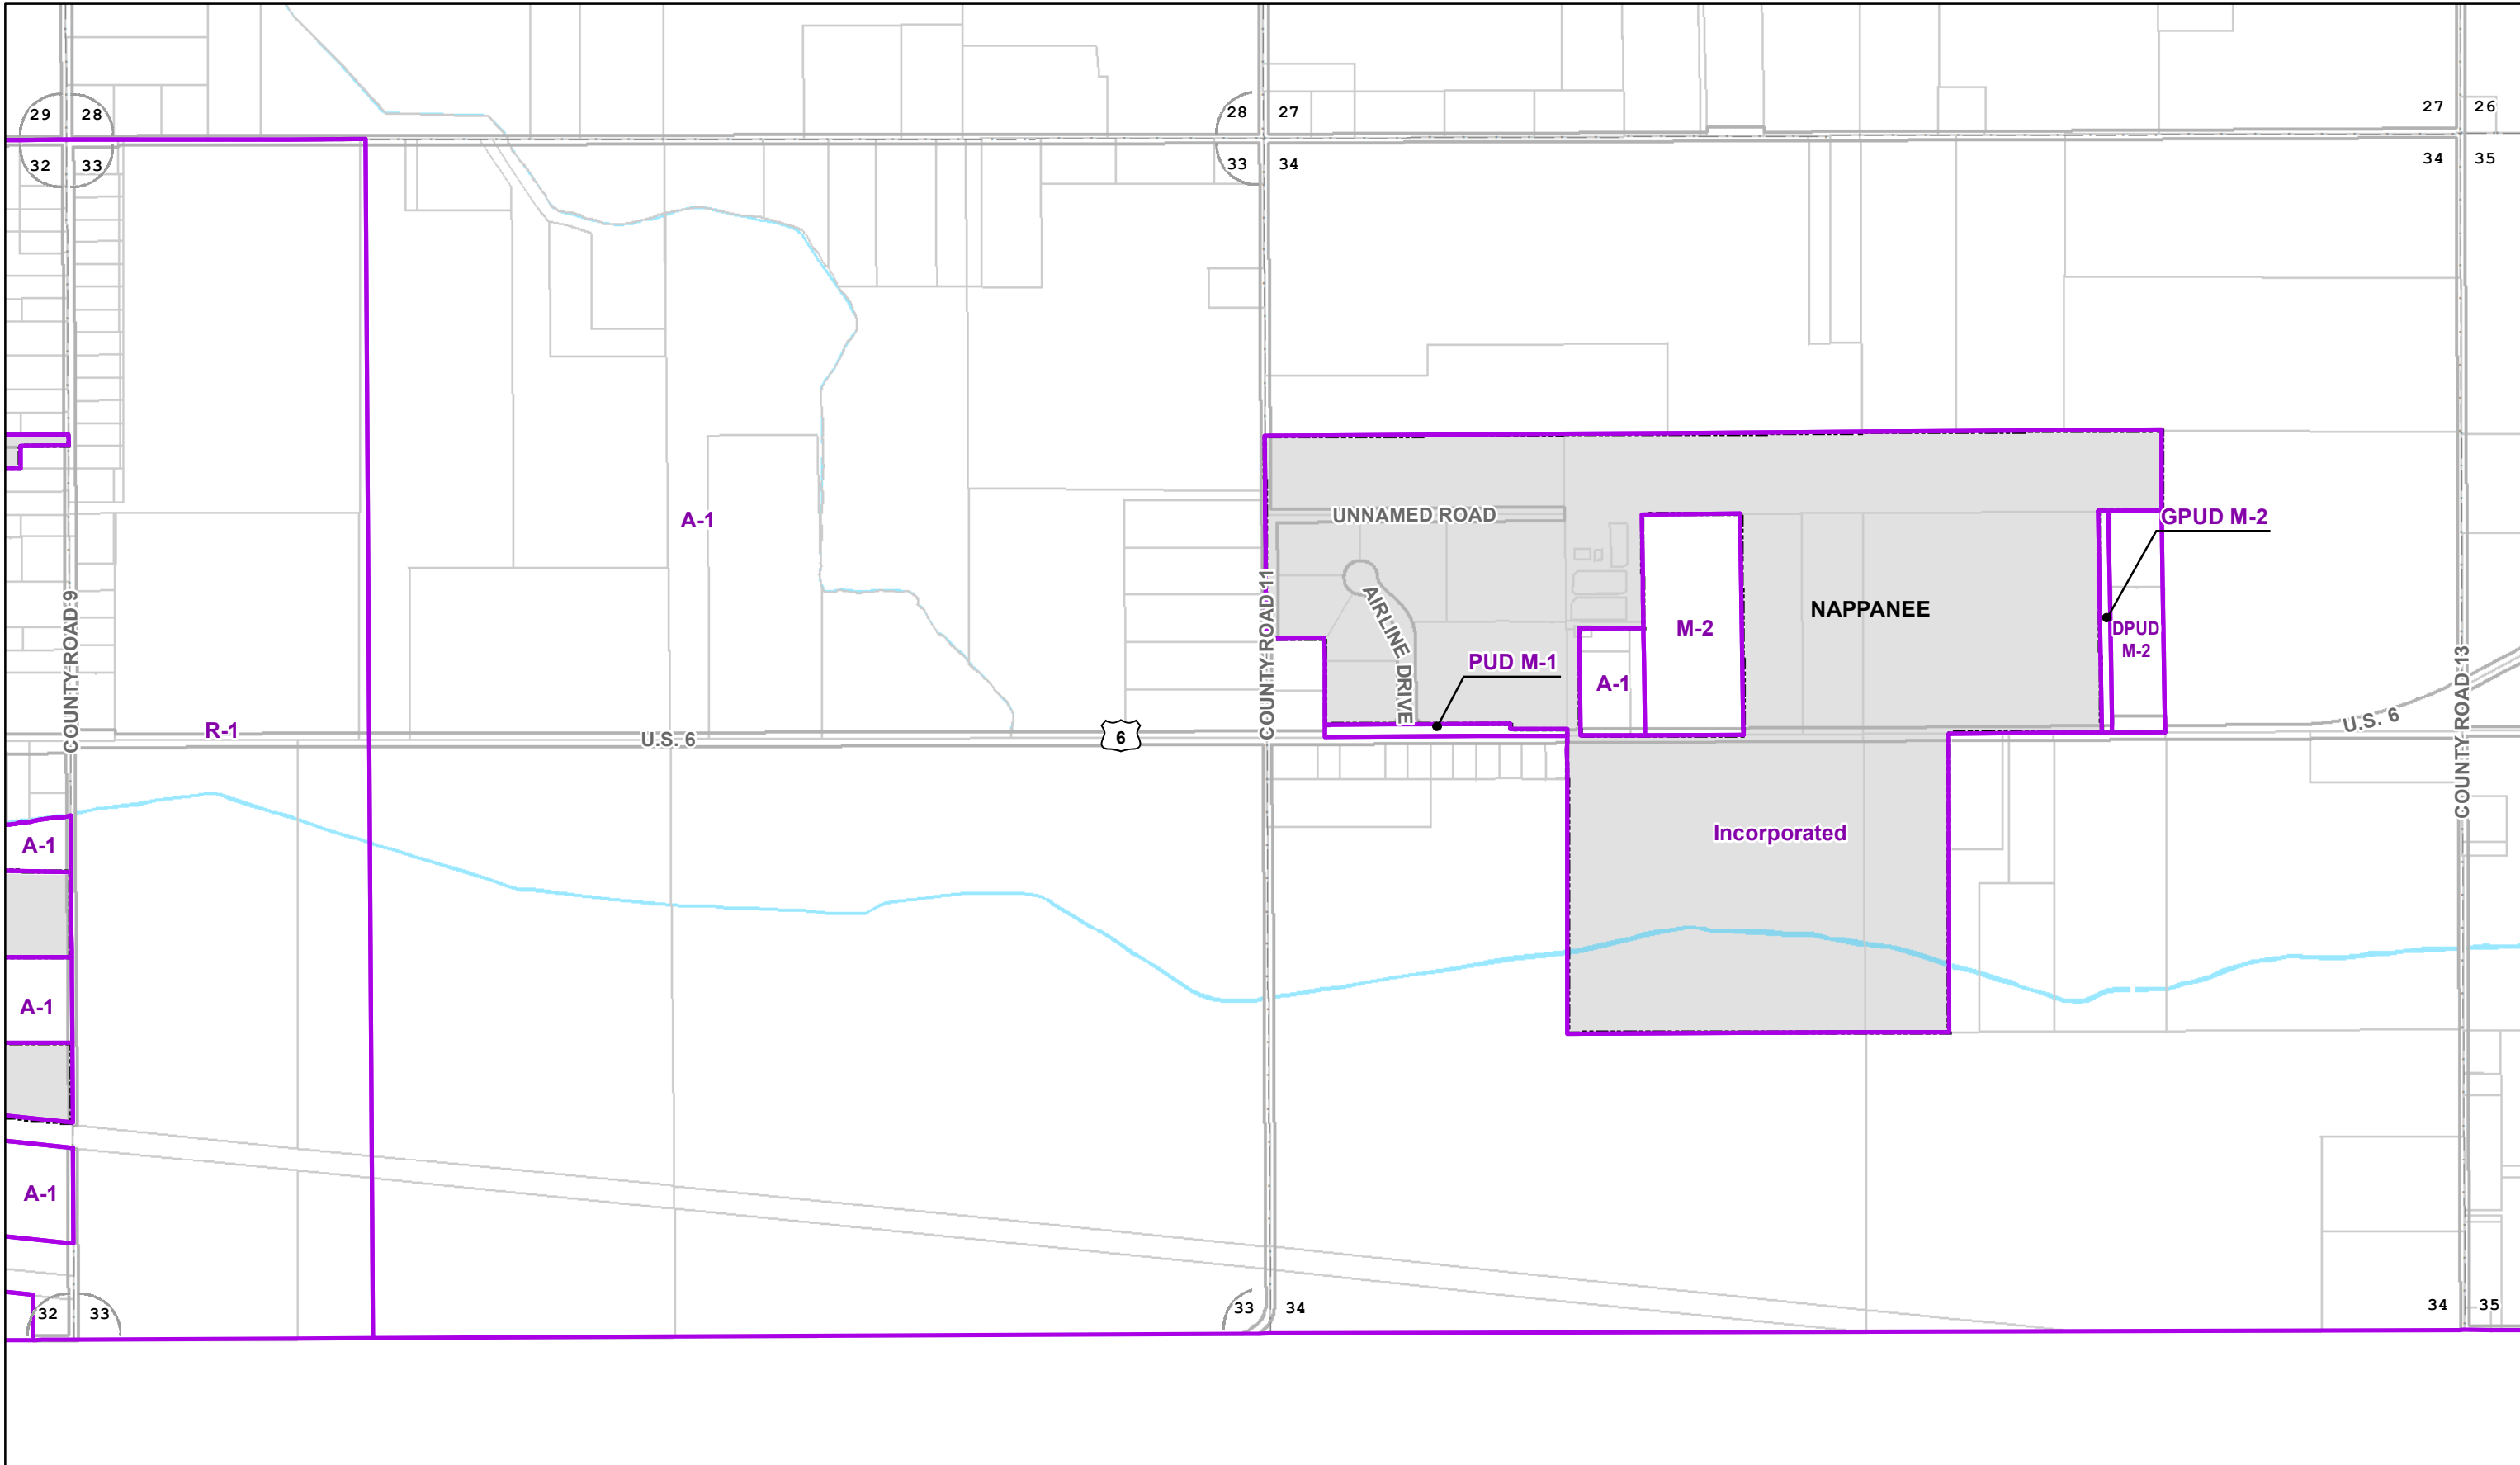 27 26
29 28 28 27
32 33 33 34 34 35
GPUD M-2
UNNAMED ROAD
A-1
NAPPANEE
M-2
DPUD
M-2
AIRLINE DRIVE
COUNTY ROAD 9
COUNTY ROAD 11
COUNTY ROAD 13
PUD M-1
A-1
U.S. 6
R-1
6
U.S. 6
Incorporated
A-1
A-1
A-1
32 33 33 34 34 35